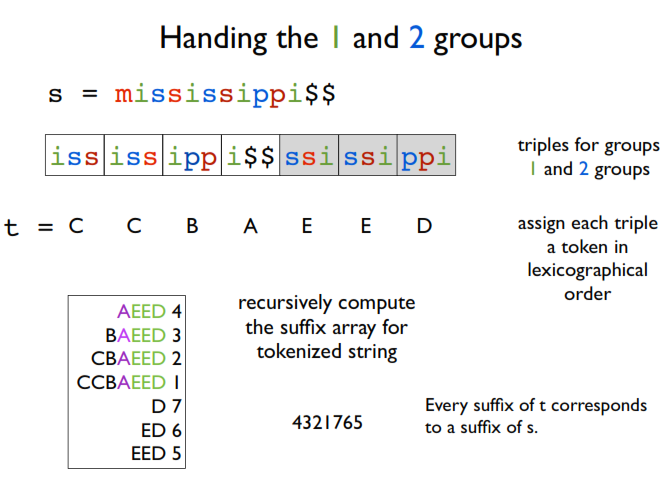 Handing the 1 and 2 groups
s = mississippi$$
iss iss ipp i$$ ssi ssi ppi
triples for groups
1 and 2 groups
t = C C B A E E D
assign each triple
a token in
lexicographical
order
AEED 4
BAEED 3
CBAEED 2
CCBAEED 1
D 7
ED 6
EED 5
recursively compute
the suffix array for
tokenized string
4321765
Every suffix of t corresponds
to a suffix of s.